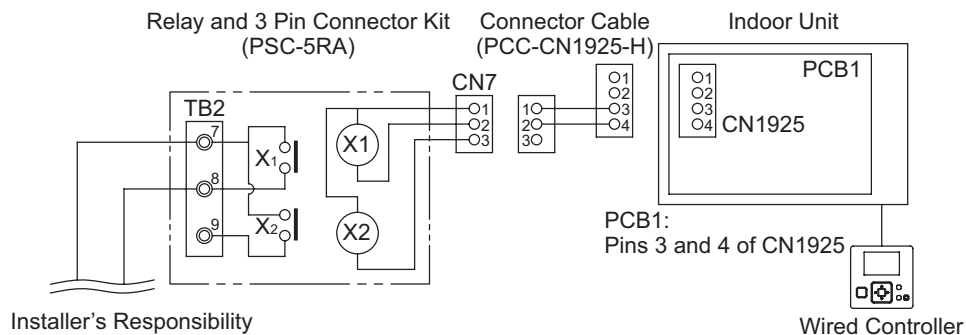 Relay and 3 Pin Connector Kit
(PSC-5RA)
Connector Cable
(PCC-CN1925-H)
Indoor Unit
CN7
TB2
7
8
9
X1
X2
X1
X2
1
2
3
1
2
3
1
2
3
4
1
2
3
4
PCB1
CN1925
PCB1:
Pins 3 and 4 of CN1925
Installer's Responsibility
Wired Controller